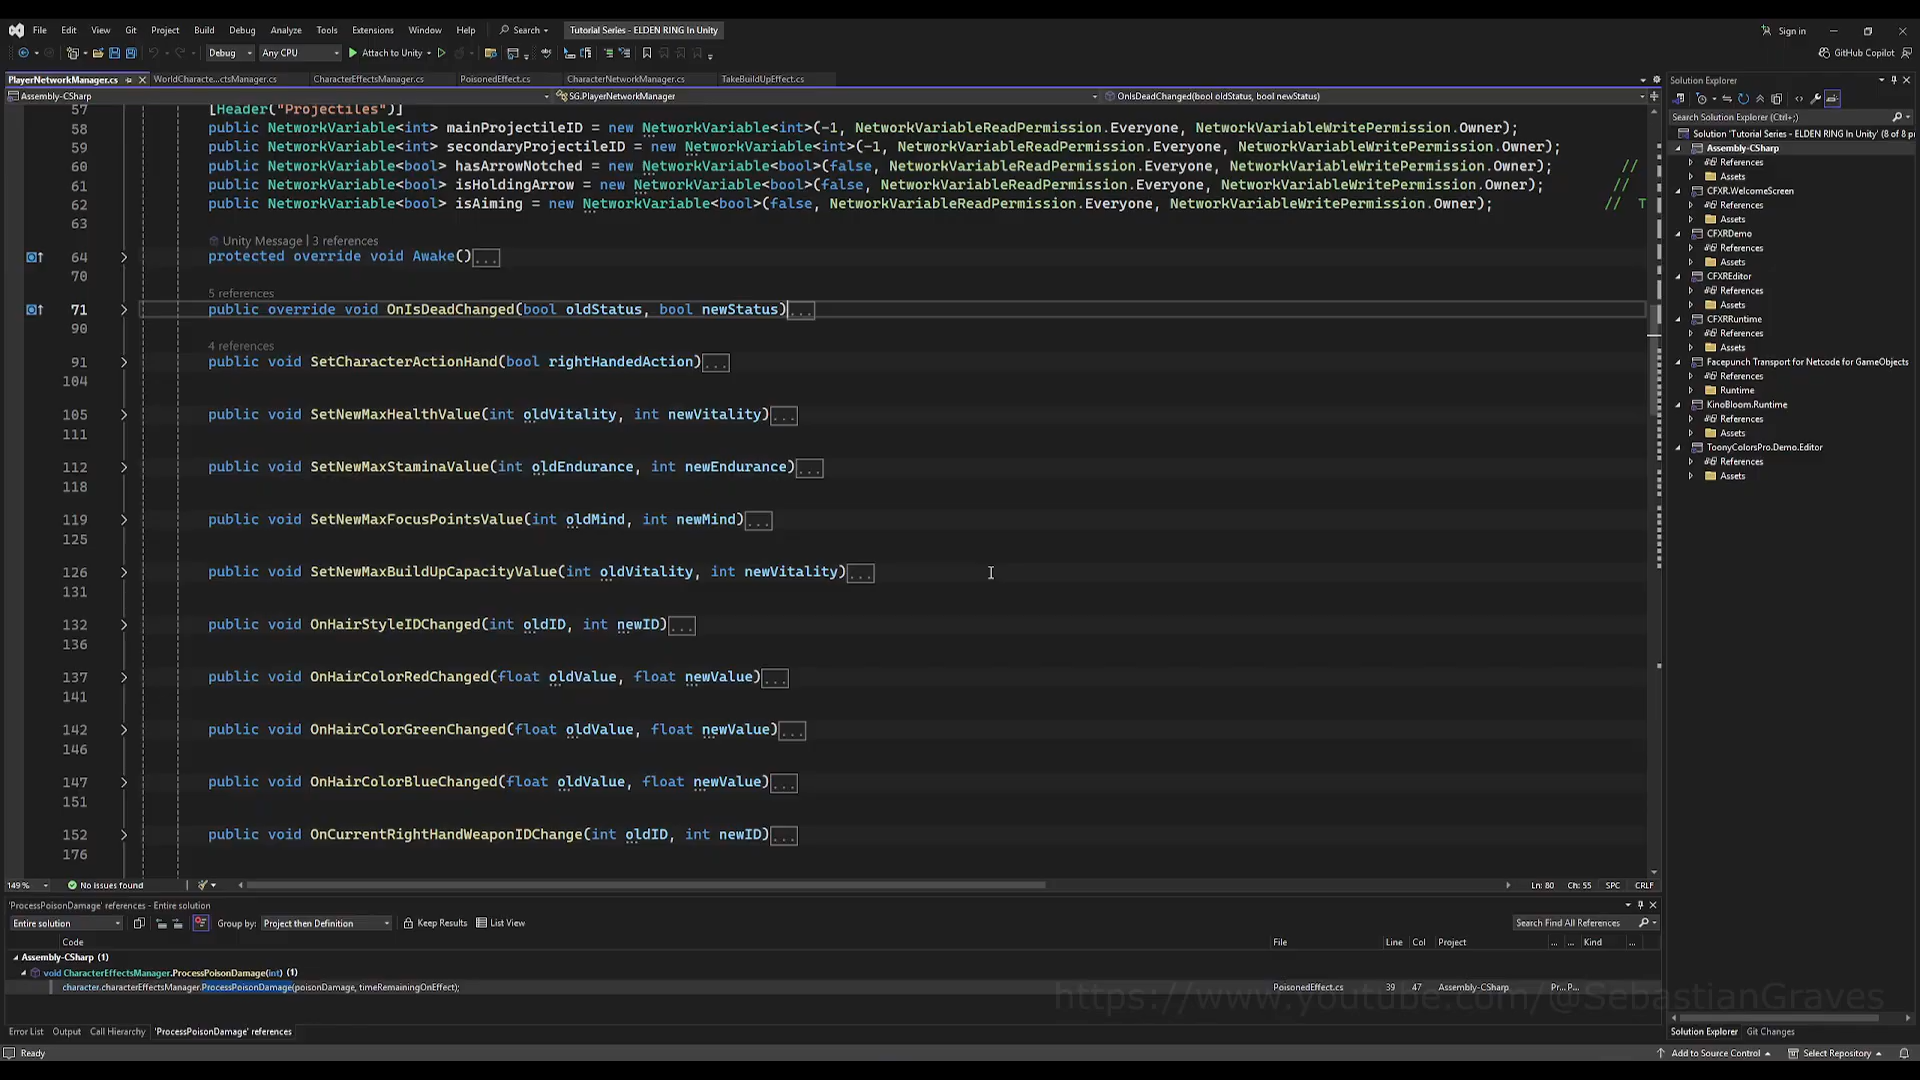 File Edit View Git Project Build Debug Analyze Tools Extensions Window Help Search Tutorial Series - ELDEN RING In Unity Sign in
Debug Any CPU Attach to Unity GitHub Copilot
PlayerNetworkManager.cs WorldCharacte...ctsManager.cs CharacterEffectsManager.cs PoisonedEffect.cs CharacterNetworkManager.cs TakeBuildUpEffect.cs
Assembly-CSharp SG.PlayerNetworkManager OnIsDeadChanged(bool oldStatus, bool newStatus)
57 [Header("Projectiles")]
58 public NetworkVariable<int> mainProjectileID = new NetworkVariable<int>(-1, NetworkVariableReadPermission.Everyone, NetworkVariableWritePermission.Owner);
59 public NetworkVariable<int> secondaryProjectileID = new NetworkVariable<int>(-1, NetworkVariableReadPermission.Everyone, NetworkVariableWritePermission.Owner);
60 public NetworkVariable<bool> hasArrowNotched = new NetworkVariable<bool>(false, NetworkVariableReadPermission.Everyone, NetworkVariableWritePermission.Owner); //
61 public NetworkVariable<bool> isHoldingArrow = new NetworkVariable<bool>(false, NetworkVariableReadPermission.Everyone, NetworkVariableWritePermission.Owner); //
62 public NetworkVariable<bool> isAiming = new NetworkVariable<bool>(false, NetworkVariableReadPermission.Everyone, NetworkVariableWritePermission.Owner); // T
63
Unity Message | 3 references
64 protected override void Awake()...
70
5 references
71 public override void OnIsDeadChanged(bool oldStatus, bool newStatus)...
90
4 references
91 public void SetCharacterActionHand(bool rightHandedAction)...
104
105 public void SetNewMaxHealthValue(int oldVitality, int newVitality)...
111
112 public void SetNewMaxStaminaValue(int oldEndurance, int newEndurance)...
118
119 public void SetNewMaxFocusPointsValue(int oldMind, int newMind)...
125
126 public void SetNewMaxBuildUpCapacityValue(int oldVitality, int newVitality)...
131
132 public void OnHairStyleIDChanged(int oldID, int newID)...
136
137 public void OnHairColorRedChanged(float oldValue, float newValue)...
141
142 public void OnHairColorGreenChanged(float oldValue, float newValue)...
146
147 public void OnHairColorBlueChanged(float oldValue, float newValue)...
151
152 public void OnCurrentRightHandWeaponIDChange(int oldID, int newID)...
176
149 % No issues found Ln: 80 Ch: 55 SPC CRLF
'ProcessPoisonDamage' references - Entire solution
Entire solution Group by: Project then Definition Keep Results List View Search Find All References
Code File Line Col Project ... ... Kind ...
Assembly-CSharp (1)
void CharacterEffectsManager.ProcessPoisonDamage(int) (1)
character.characterEffectsManager.ProcessPoisonDamage(poisonDamage, timeRemainingOnEffect); PoisonedEffect.cs 39 47 Assembly-CSharp Pr... P...
https://www.youtube.com/@SebastianGraves
Error List Output Call Hierarchy 'ProcessPoisonDamage' references
Ready Add to Source Control Select Repository
Solution Explorer
Search Solution Explorer (Ctrl+;)
Solution 'Tutorial Series - ELDEN RING In Unity' (8 of 8 p
Assembly-CSharp
References
Assets
CFXR.WelcomeScreen
References
Assets
CFXRDemo
References
Assets
CFXREditor
References
Assets
CFXRRuntime
References
Assets
Facepunch Transport for Netcode for GameObjects
References
Runtime
KinoBloom.Runtime
References
Assets
ToonyColorsPro.Demo.Editor
References
Assets
Solution Explorer Git Changes